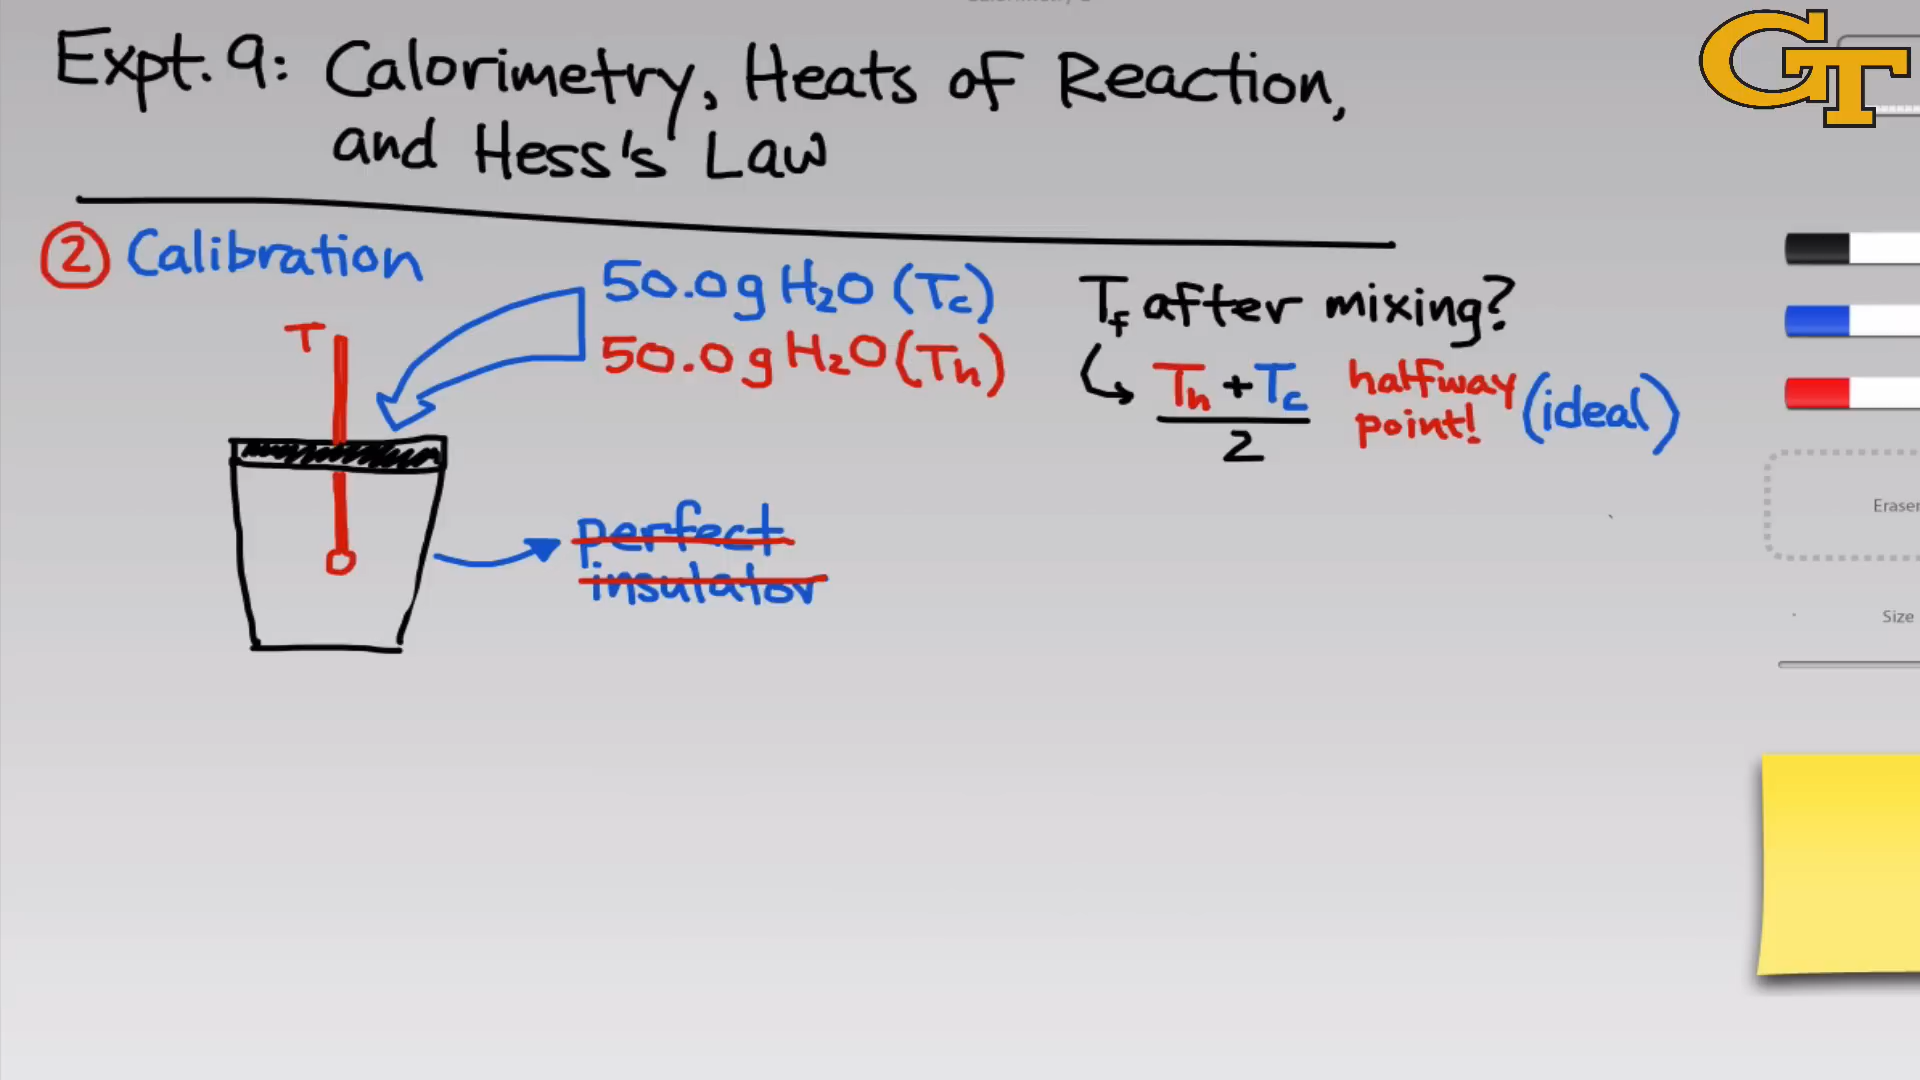 Expt. 9: Calorimetry, Heats of Reaction,
and Hess's Law
GT
② Calibration
50.0g H₂O (Tc)
50.0g H₂O (Th)
T
Tf after mixing?
Th + Tc
2
halfway
point!
(ideal)
perfect
insulator
Eraser
Size